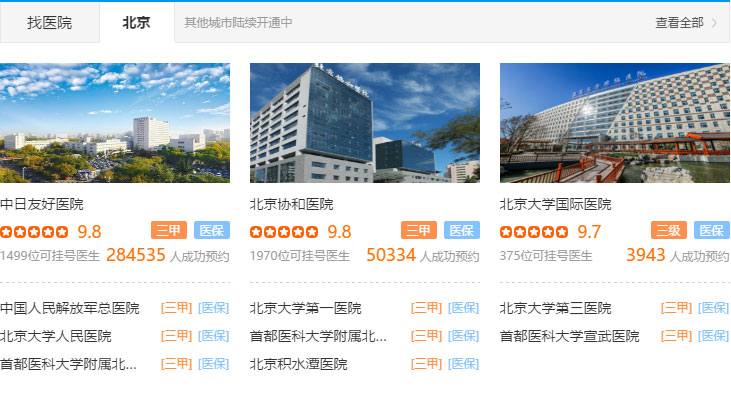 找医院 北京 其他城市陆续开通中 查看全部
中日友好医院
9.8 三甲 医保
1499位可挂号医生 284535 人成功预约
北京协和医院
9.8 三甲 医保
1970位可挂号医生 50334 人成功预约
北京大学国际医院
9.7 三级 医保
375位可挂号医生 3943 人成功预约
中国人民解放军总医院 [三甲] [医保]
北京大学人民医院 [三甲] [医保]
首都医科大学附属北... [三甲] [医保]
北京大学第一医院 [三甲] [医保]
首都医科大学附属北... [三甲] [医保]
北京积水潭医院 [三甲] [医保]
北京大学第三医院 [三甲] [医保]
首都医科大学宣武医院 [三甲] [医保]